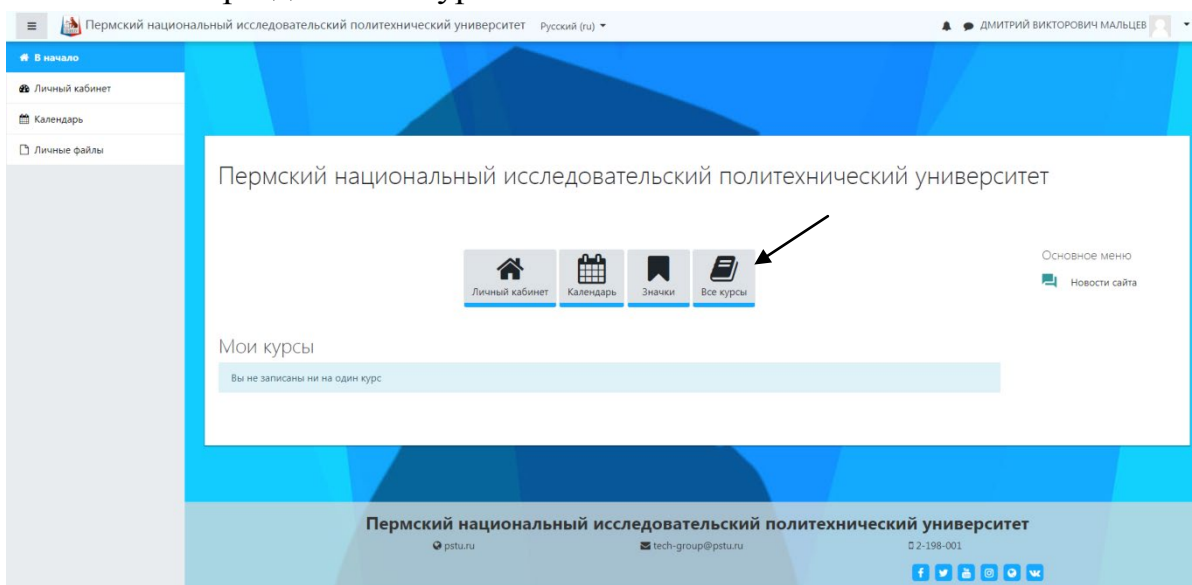 Пермский национальный исследовательский политехнический университет Русский (ru)
ДМИТРИЙ ВИКТОРОВИЧ МАЛЬЦЕВ
В начало
Личный кабинет
Календарь
Личные файлы
Пермский национальный исследовательский политехнический университет
Личный кабинет
Календарь
Значки
Все курсы
Основное меню
Новости сайта
Мои курсы
Вы не записаны ни на один курс
Пермский национальный исследовательский политехнический университет
pstu.ru
tech-group@pstu.ru
2-198-001